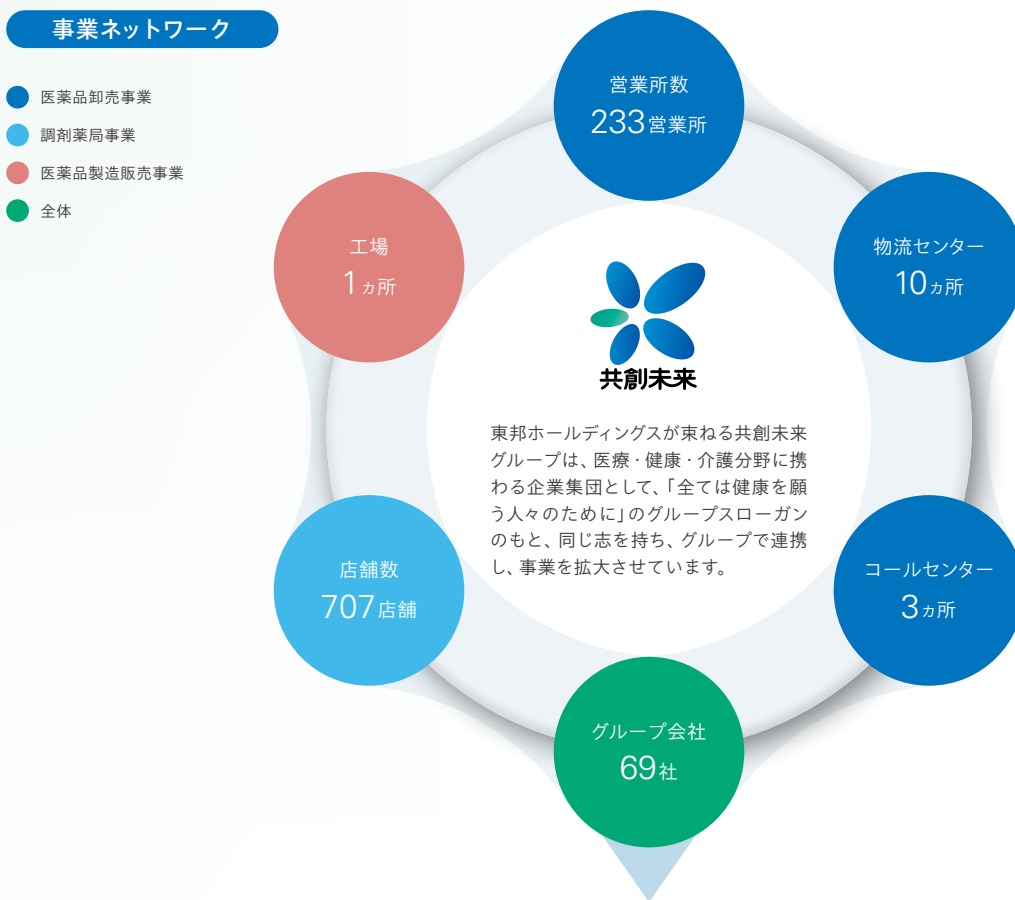 事業ネットワーク
医薬品卸売事業
調剤薬局事業
医薬品製造販売事業
全体
営業所数
233営業所
工場
1ヵ所
物流センター
10ヵ所
共創未来
東邦ホールディングスが束ねる共創未来
グループは、医療・健康・介護分野に携
わる企業集団として、「全ては健康を願
う人々のために」のグループスローガン
のもと、同じ志を持ち、グループで連携
し、事業を拡大させています。
店舗数
707店舗
コールセンター
3ヵ所
グループ会社
69社